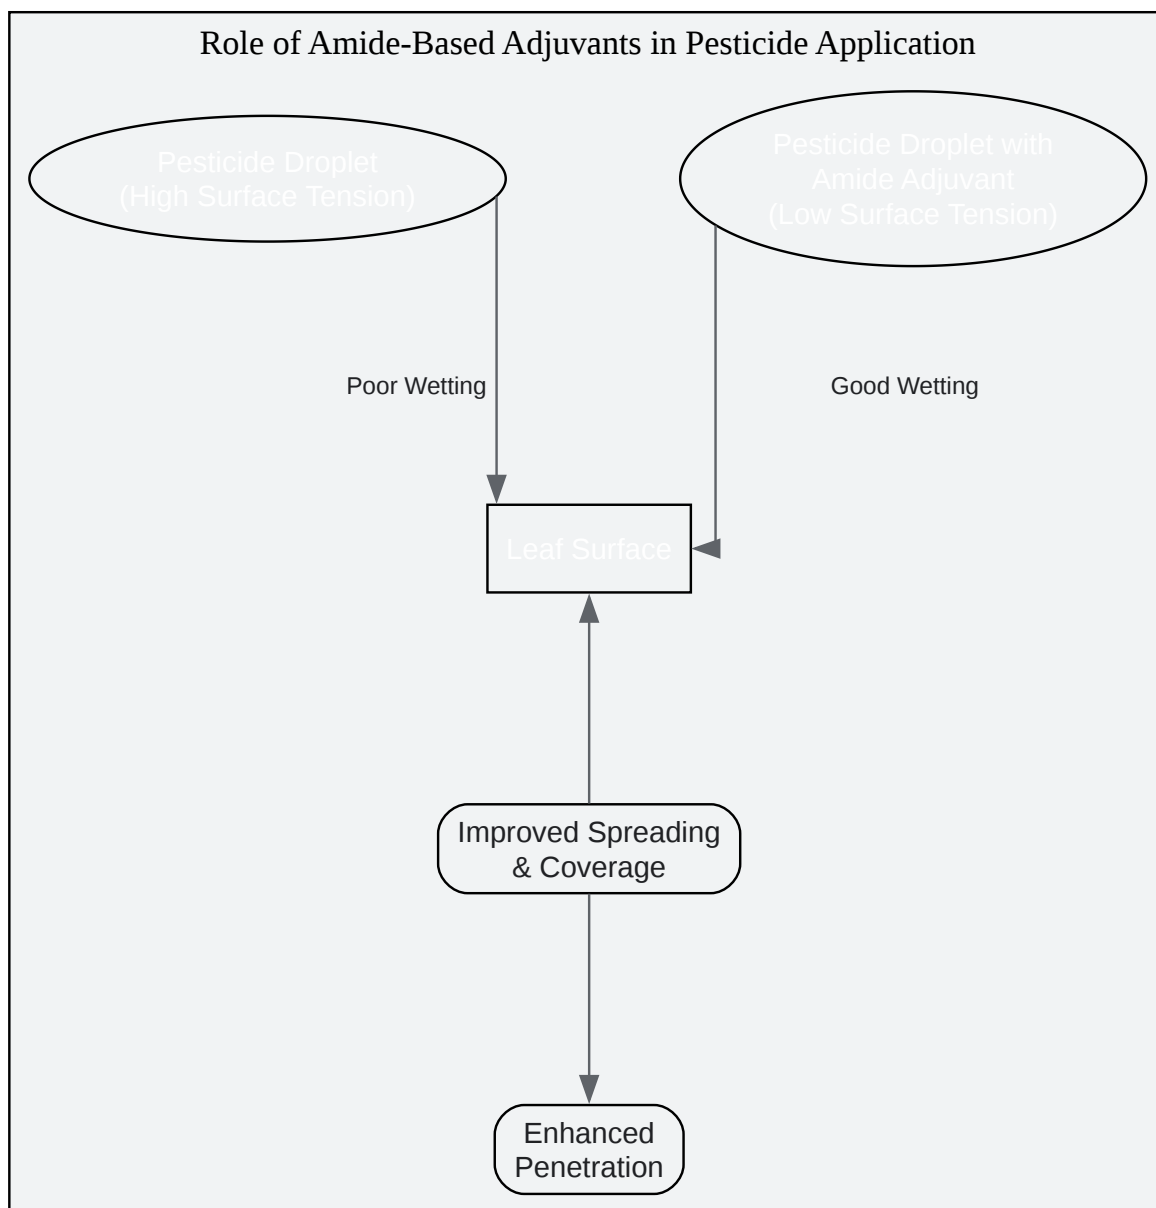 Role of Amide-Based Adjuvants in Pesticide Application
Pesticide Droplet
(High Surface Tension)
Pesticide Droplet with
Amide Adjuvant
(Low Surface Tension)
Poor Wetting
Good Wetting
Leaf Surface
Improved Spreading
& Coverage
Enhanced
Penetration